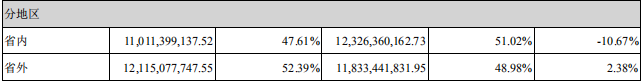 分地区
省内 11,011,399,137.52 47.61% 12,326,360,162.73 51.02% -10.67%
省外 12,115,077,747.55 52.39% 11,833,441,831.95 48.98% 2.38%